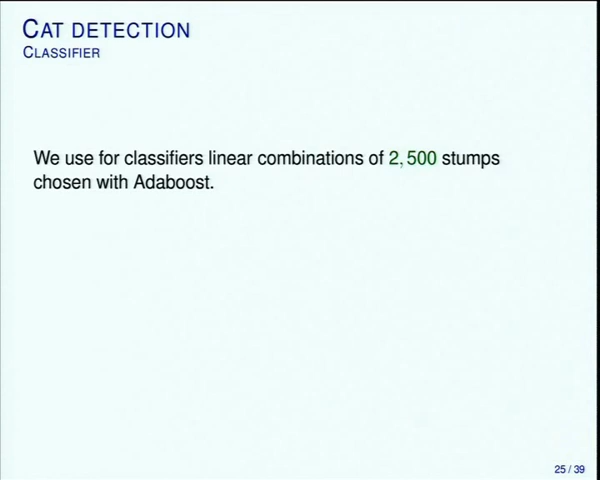 CAT DETECTION
CLASSIFIER
We use for classifiers linear combinations of 2, 500 stumps
chosen with Adaboost.
25 / 39